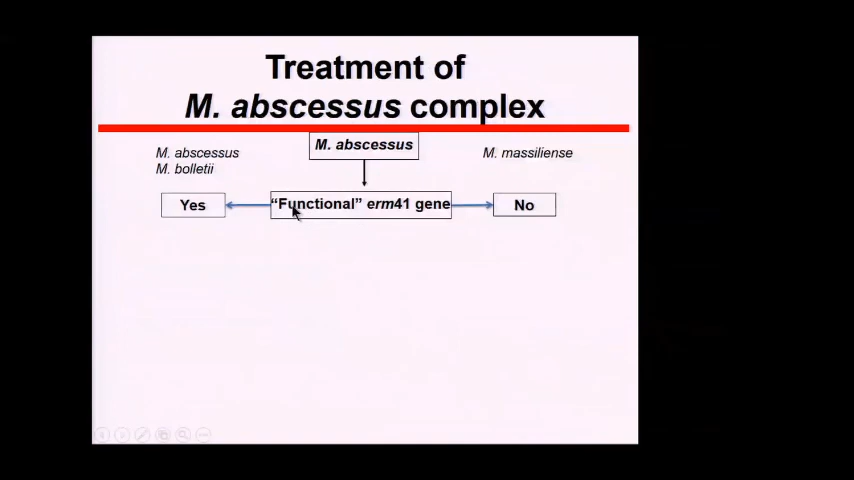 Treatment of
M. abscessus complex
M. abscessus
M. abscessus
M. massiliense
M. bolletii
Yes
“Functional” erm41 gene
No